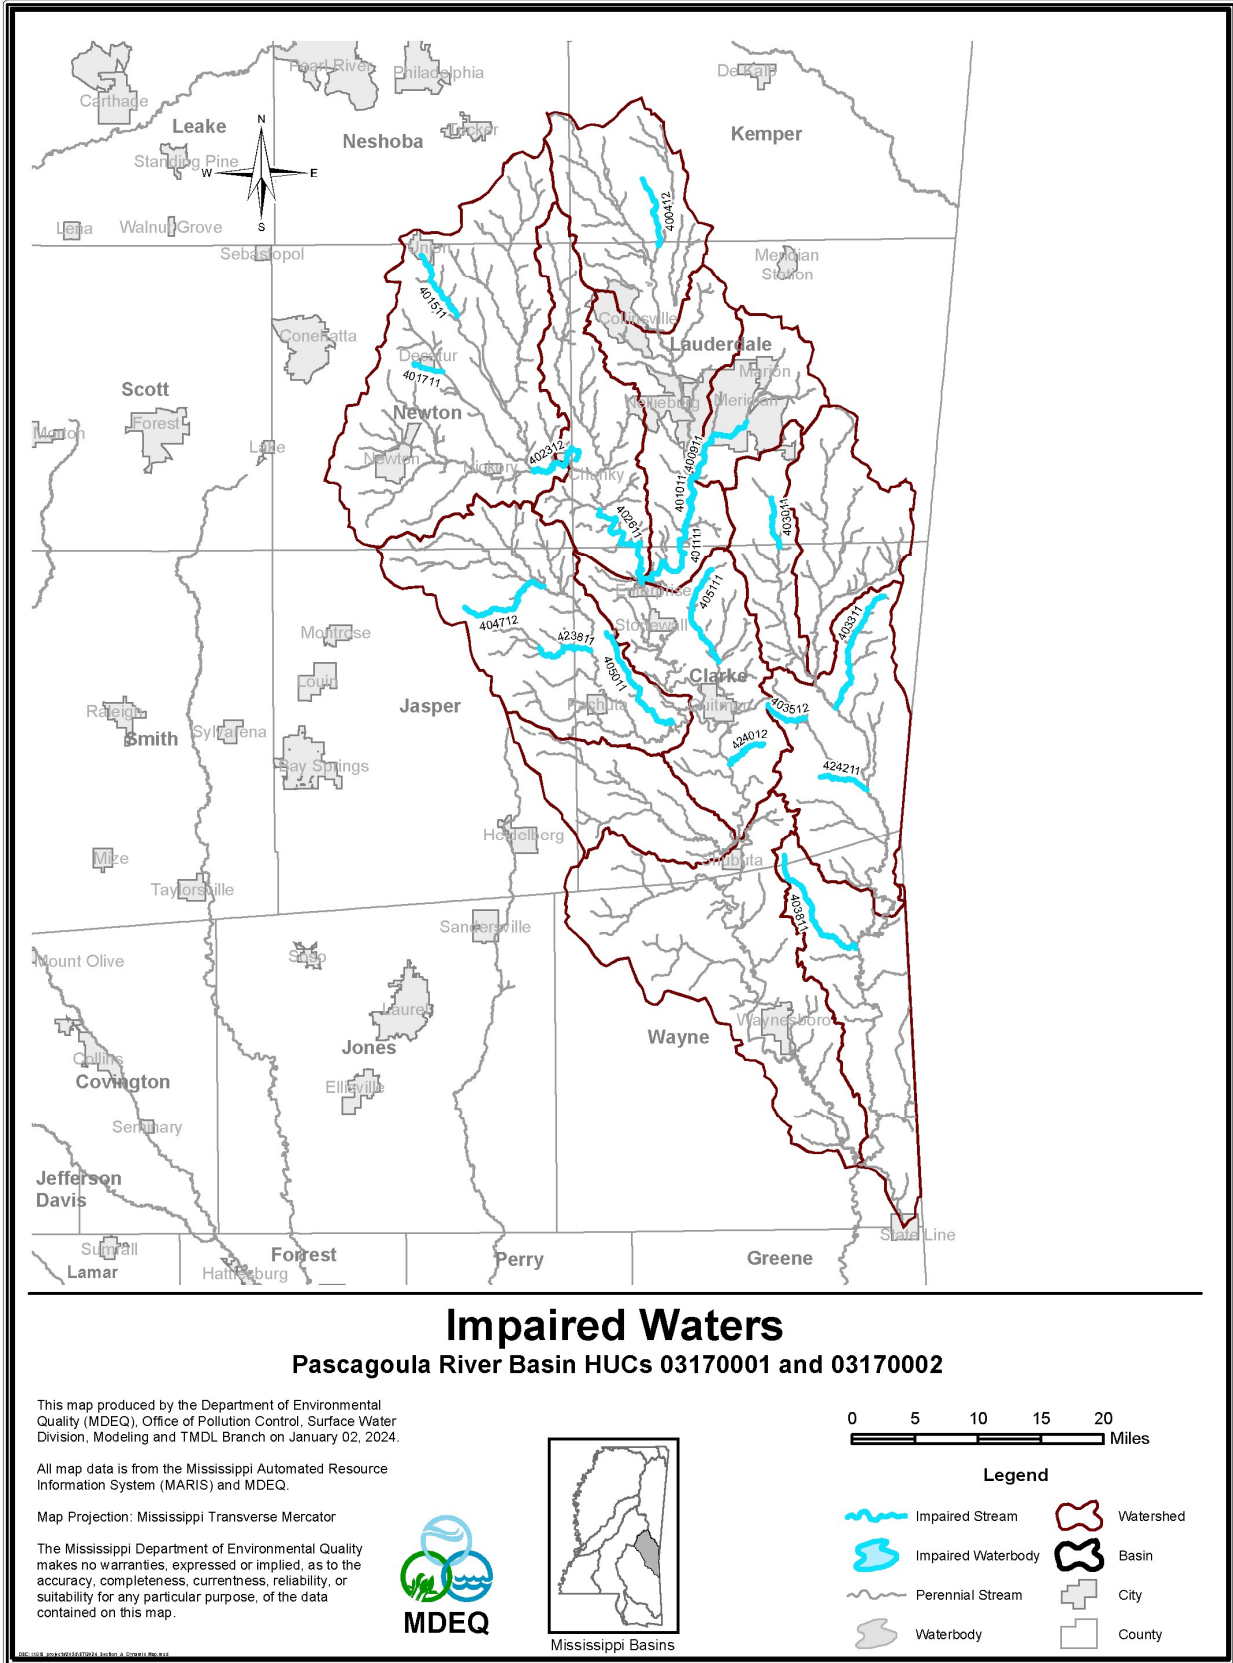 Carthage
Pearl River
Philadelphia
De Kalb
Leake
Neshoba
Tucker
Kemper
N
Standing Pine
W
E
S
Lena
Walnut Grove
Sebastopol
Union
Meridian
Station
400412
401511
Collinsville
Conehatta
Decatur
Lauderdale
401711
Marion
Scott
Newton
Nellieburg
Meridian
Forest
Morton
Lake
Newton
Hickory
402312
Chunky
400911
401011
402611
403011
401111
Enterprise
405111
404712
Montrose
Stonewall
403311
423811
405011
Louin
Clarke
Jasper
Pachuta
Quitman
403512
Raleigh
Smith
Sylvarena
424012
Bay Springs
424211
Heidelberg
Shubuta
Mize
Taylorsville
403811
Sandersville
Mount Olive
Soso
Laurel
Waynesboro
Wayne
Jones
Collins
Covington
Ellisville
Seminary
Jefferson
Davis
State Line
Sumrall
Forrest
Perry
Greene
Lamar
Hattiesburg
Impaired Waters
Pascagoula River Basin HUCs 03170001 and 03170002
This map produced by the Department of Environmental
Quality (MDEQ), Office of Pollution Control, Surface Water
Division, Modeling and TMDL Branch on January 02, 2024.
All map data is from the Mississippi Automated Resource
Information System (MARIS) and MDEQ.
Map Projection: Mississippi Transverse Mercator
The Mississippi Department of Environmental Quality
makes no warranties, expressed or implied, as to the
accuracy, completeness, currentness, reliability, or
suitability for any particular purpose, of the data
contained on this map.
MDEQ
Mississippi Basins
0 5 10 15 20
Miles
Legend
Impaired Stream
Watershed
Impaired Waterbody
Basin
Perennial Stream
City
Waterbody
County